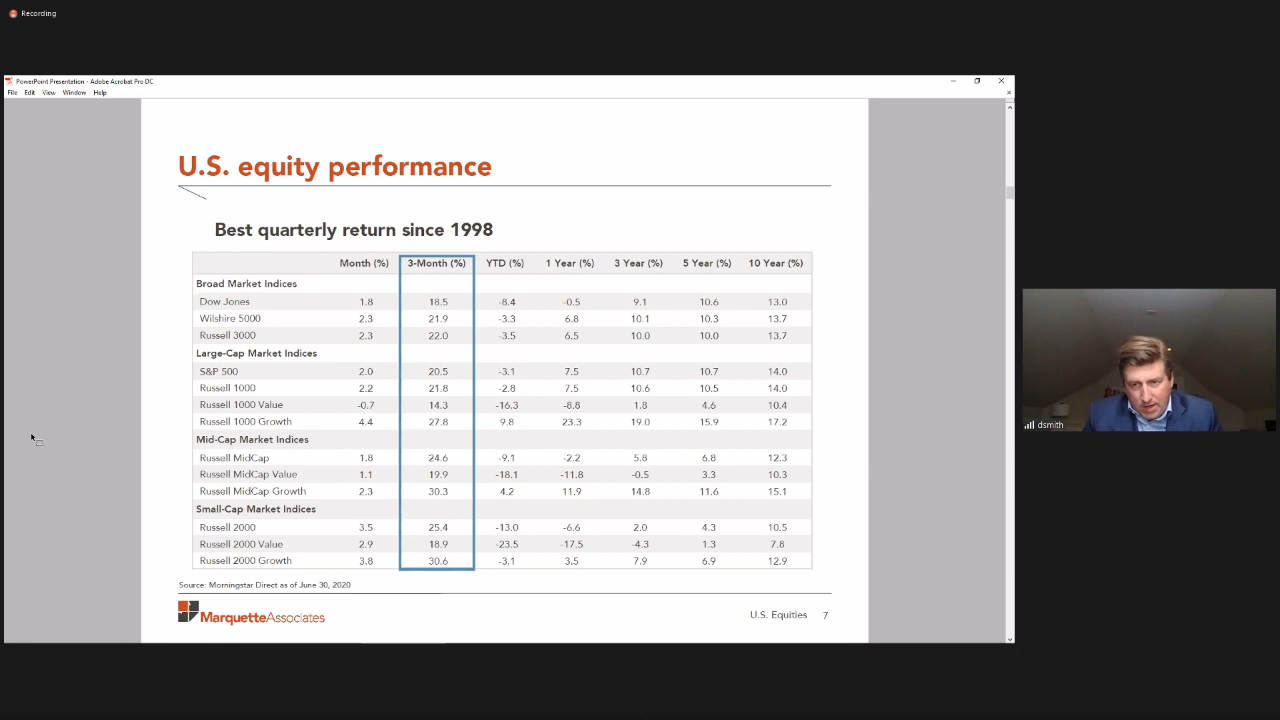 Recording
PowerPoint Presentation - Adobe Acrobat Pro DC
File Edit View Window Help
U.S. equity performance
Best quarterly return since 1998
Month (%) 3-Month (%) YTD (%) 1 Year (%) 3 Year (%) 5 Year (%) 10 Year (%)
Broad Market Indices
Dow Jones 1.8 18.5 -8.4 -0.5 9.1 10.6 13.0
Wilshire 5000 2.3 21.9 -3.3 6.8 10.1 10.3 13.7
Russell 3000 2.3 22.0 -3.5 6.5 10.0 10.0 13.7
Large-Cap Market Indices
S&P 500 2.0 20.5 -3.1 7.5 10.7 10.7 14.0
Russell 1000 2.2 21.8 -2.8 7.5 10.6 10.5 14.0
Russell 1000 Value -0.7 14.3 -16.3 -8.8 1.8 4.6 10.4
Russell 1000 Growth 4.4 27.8 9.8 23.3 19.0 15.9 17.2
Mid-Cap Market Indices
Russell MidCap 1.8 24.6 -9.1 -2.2 5.8 6.8 12.3
Russell MidCap Value 1.1 19.9 -18.1 -11.8 -0.5 3.3 10.3
Russell MidCap Growth 2.3 30.3 4.2 11.9 14.8 11.6 15.1
Small-Cap Market Indices
Russell 2000 3.5 25.4 -13.0 -6.6 2.0 4.3 10.5
Russell 2000 Value 2.9 18.9 -23.5 -17.5 -4.3 1.3 7.8
Russell 2000 Growth 3.8 30.6 -3.1 3.5 7.9 6.9 12.9
Source: Morningstar Direct as of June 30, 2020
MarquetteAssociates
U.S. Equities 7
dsmith